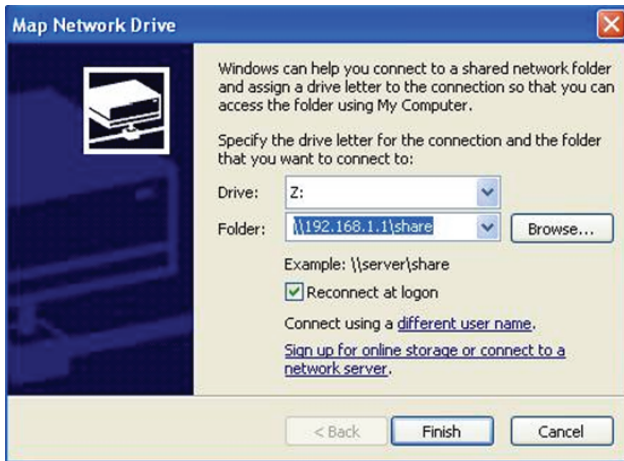 Map Network Drive
Windows can help you connect to a shared network folder
and assign a drive letter to the connection so that you can
access the folder using My Computer.
Specify the drive letter for the connection and the folder
that you want to connect to:
Drive: Z:
Folder: \\192.168.1.1\share Browse...
Example: \\server\share
Reconnect at logon
Connect using a different user name.
Sign up for online storage or connect to a
network server.
< Back Finish Cancel